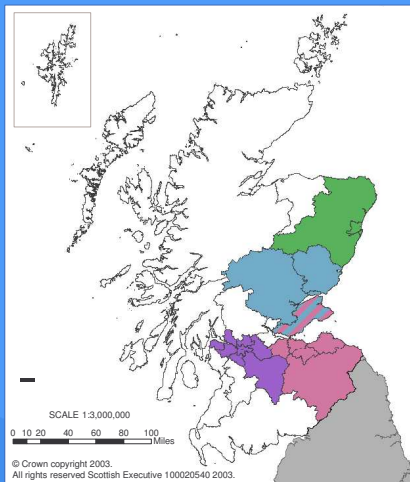 SCALE 1:3,000,000
0 10 20 40 60 80 100
Miles
© Crown copyright 2003.
All rights reserved Scottish Executive 100020540 2003.